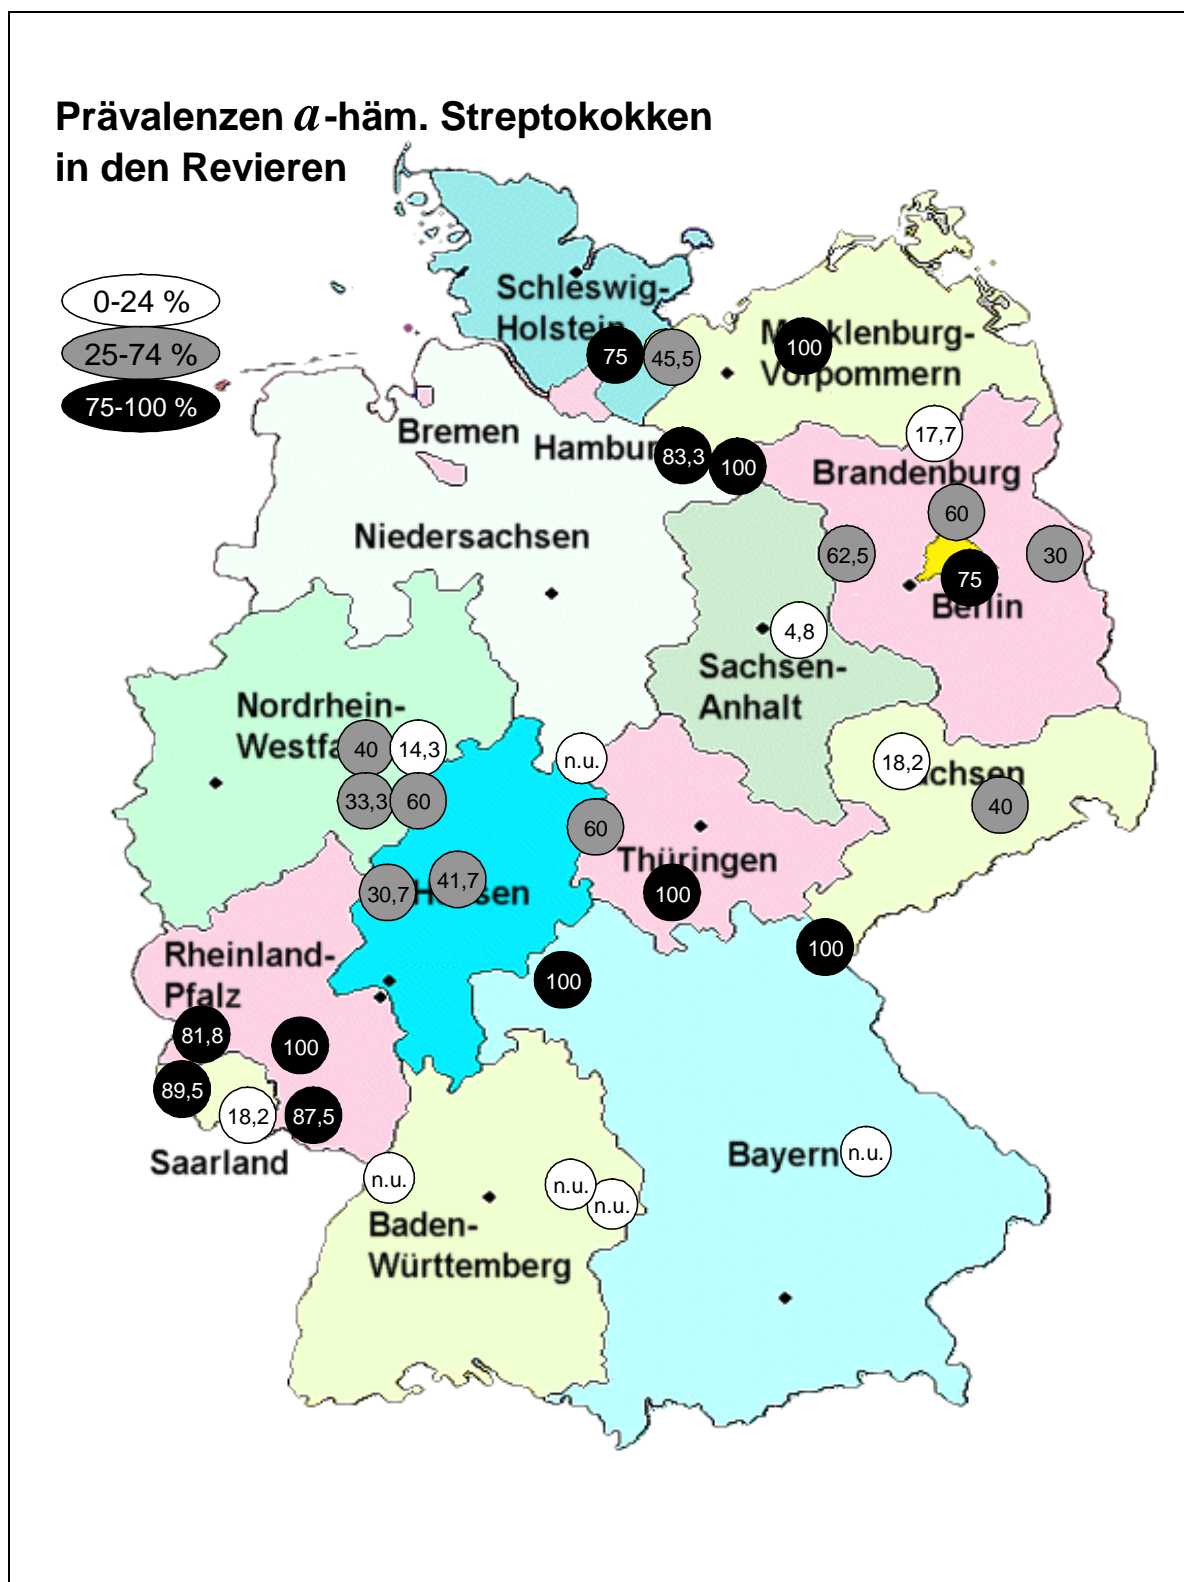 Prävalenzen a-häm. Streptokokken
in den Revieren
0-24 %
25-74 %
75-100 %
Schleswig-
Holstein
75
45,5
Mecklenburg-
Vorpommern
100
17,7
Bremen
Hamburg
83,3
100
Brandenburg
60
Niedersachsen
62,5
30
75
Berlin
4,8
Sachsen-
Anhalt
Nordrhein-
Westfa
40
14,3
n.u.
18,2
chsen
33,3
60
40
60
Thüringen
41,7
30,7
Hessen
100
100
Rheinland-
Pfalz
100
81,8
100
89,5
18,2
87,5
Saarland
Bayern
n.u.
n.u.
n.u.
n.u.
Baden-
Württemberg